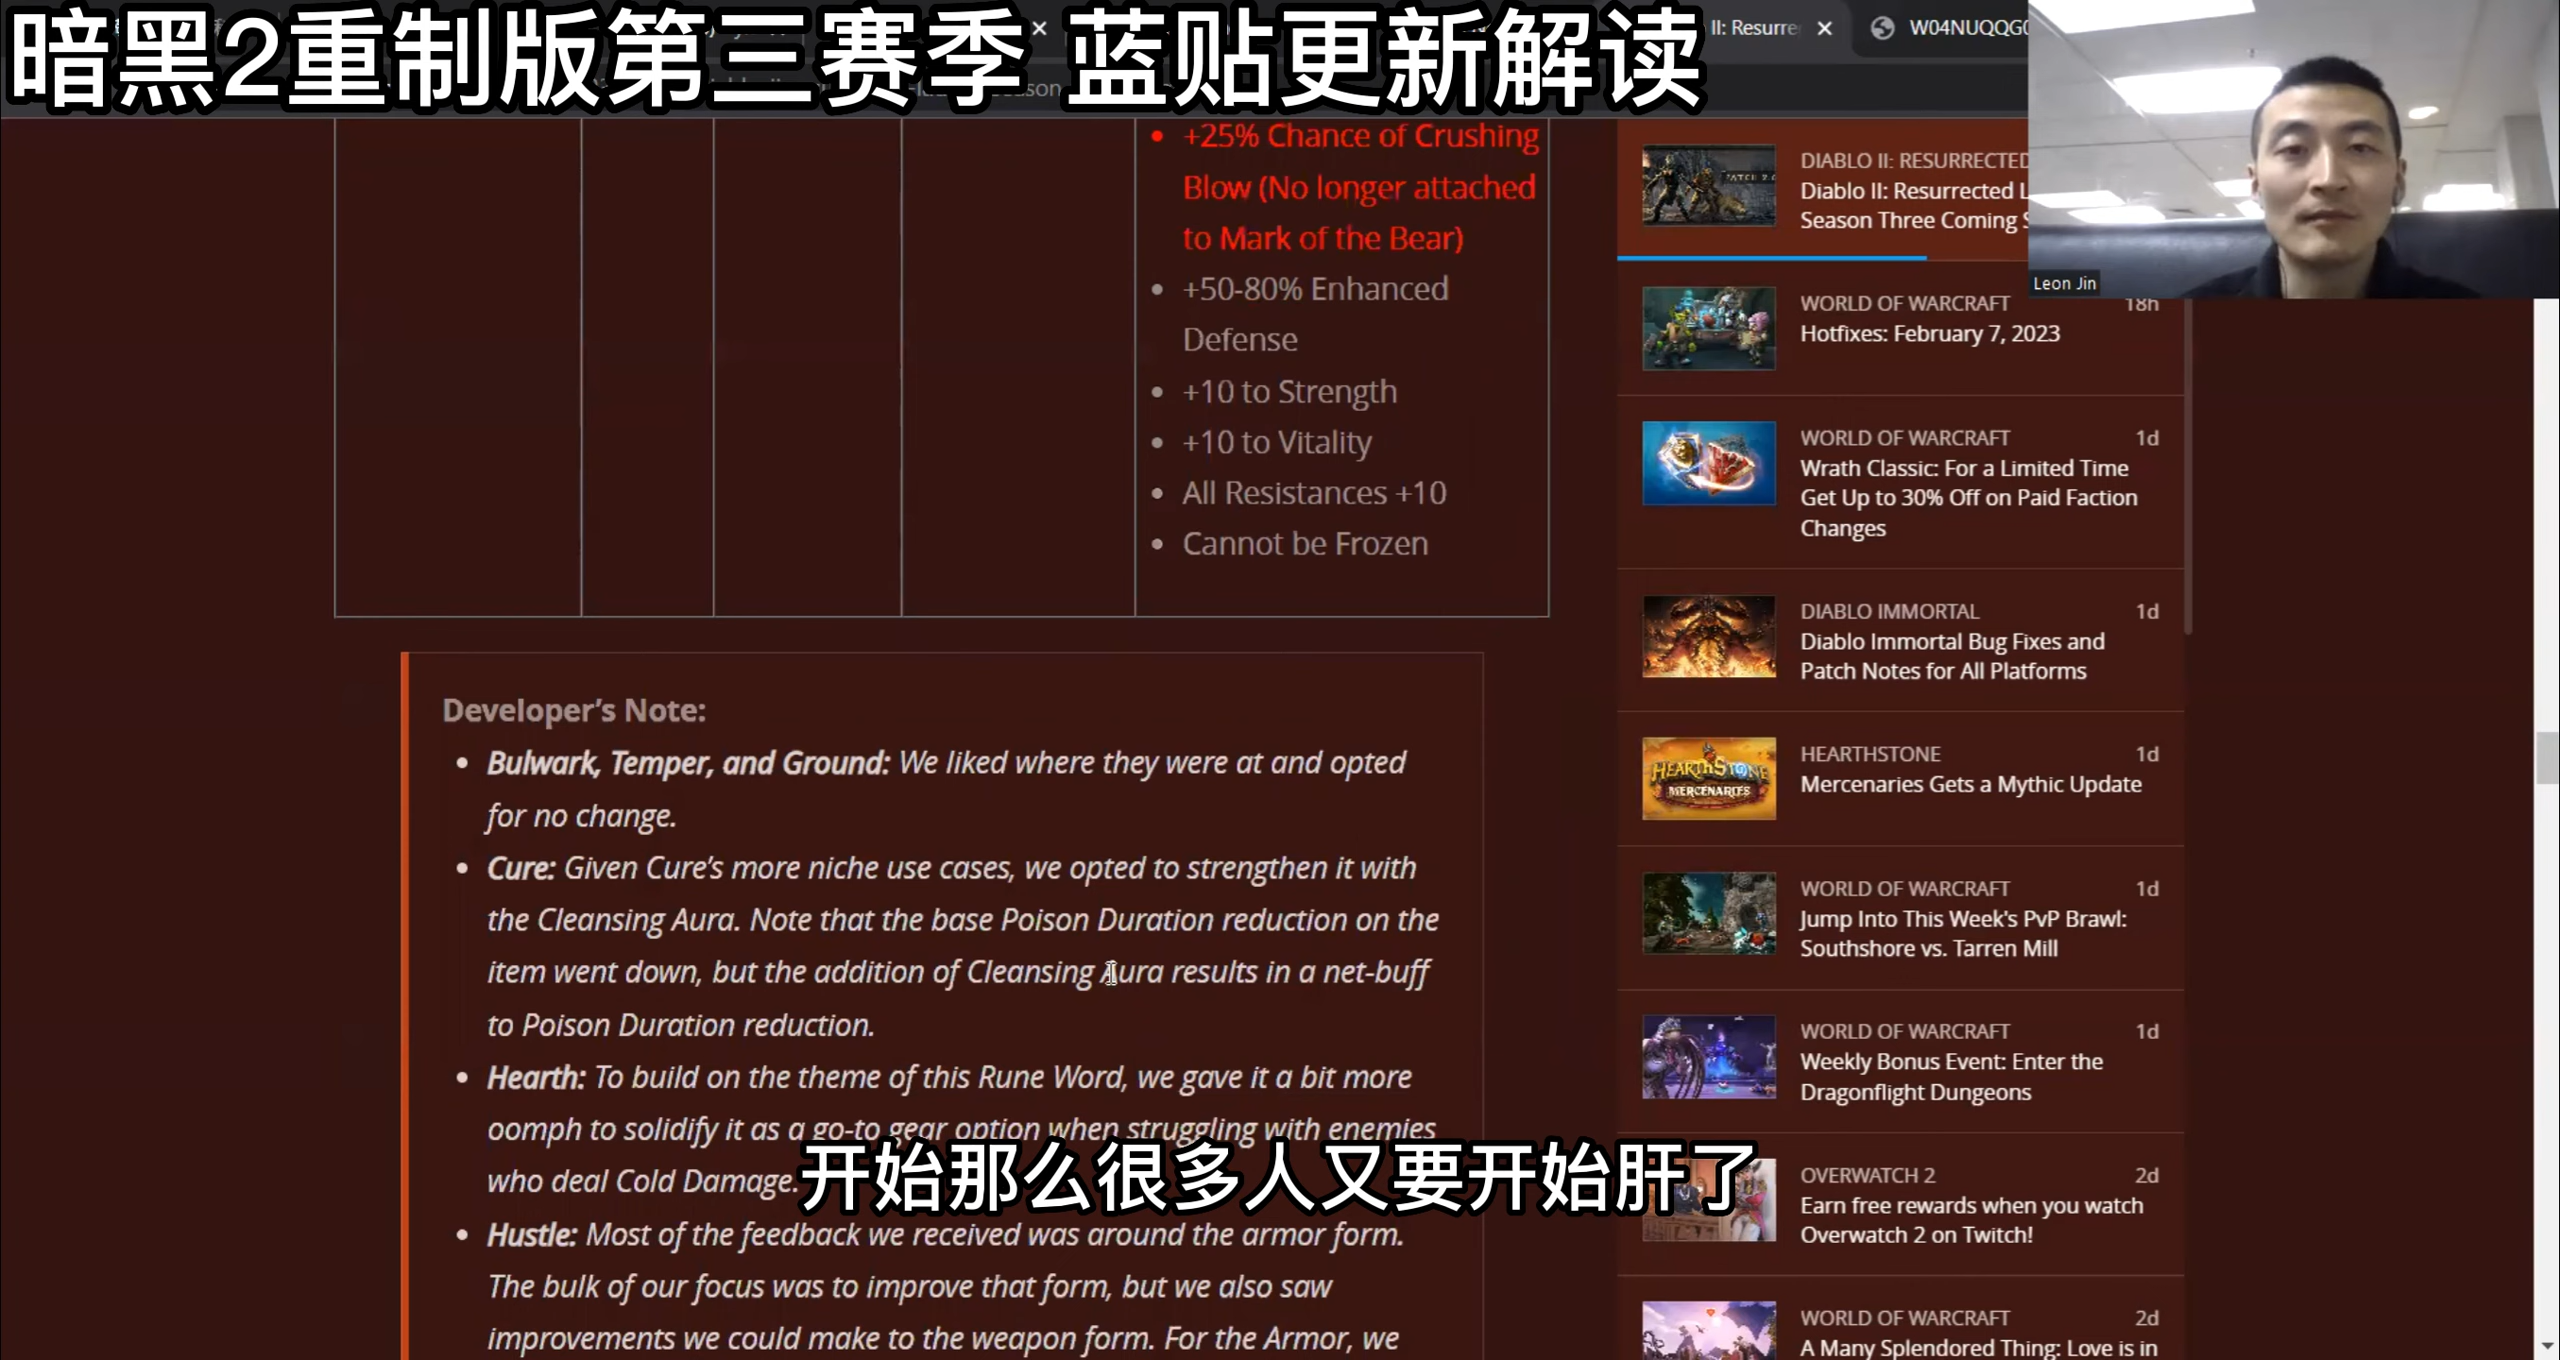 暗黑2重制版第三赛季 蓝贴更新解读
II: Resurre
W04NUQQG0
+25% Chance of Crushing
Blow (No longer attached
to Mark of the Bear)
+50-80% Enhanced
Defense
+10 to Strength
+10 to Vitality
All Resistances +10
Cannot be Frozen
Developer's Note:
Bulwark, Temper, and Ground: We liked where they were at and opted
for no change.
Cure: Given Cure's more niche use cases, we opted to strengthen it with
the Cleansing Aura. Note that the base Poison Duration reduction on the
item went down, but the addition of Cleansing Aura results in a net-buff
to Poison Duration reduction.
Hearth: To build on the theme of this Rune Word, we gave it a bit more
oomph to solidify it as a go-to gear option when struggling with enemies
who deal Cold Damage.
Hustle: Most of the feedback we received was around the armor form.
The bulk of our focus was to improve that form, but we also saw
improvements we could make to the weapon form. For the Armor, we
开始那么很多人又要开始肝了
DIABLO II: RESURRECTED
Diablo II: Resurrected L
Season Three Coming S
Leon Jin
WORLD OF WARCRAFT 18h
Hotfixes: February 7, 2023
WORLD OF WARCRAFT 1d
Wrath Classic: For a Limited Time
Get Up to 30% Off on Paid Faction
Changes
DIABLO IMMORTAL 1d
Diablo Immortal Bug Fixes and
Patch Notes for All Platforms
HEARTHSTONE 1d
Mercenaries Gets a Mythic Update
HEARTHSTONE
MERCENARIES
WORLD OF WARCRAFT 1d
Jump Into This Week's PvP Brawl:
Southshore vs. Tarren Mill
WORLD OF WARCRAFT 1d
Weekly Bonus Event: Enter the
Dragonflight Dungeons
OVERWATCH 2 2d
Earn free rewards when you watch
Overwatch 2 on Twitch!
WORLD OF WARCRAFT 2d
A Many Splendored Thing: Love is in